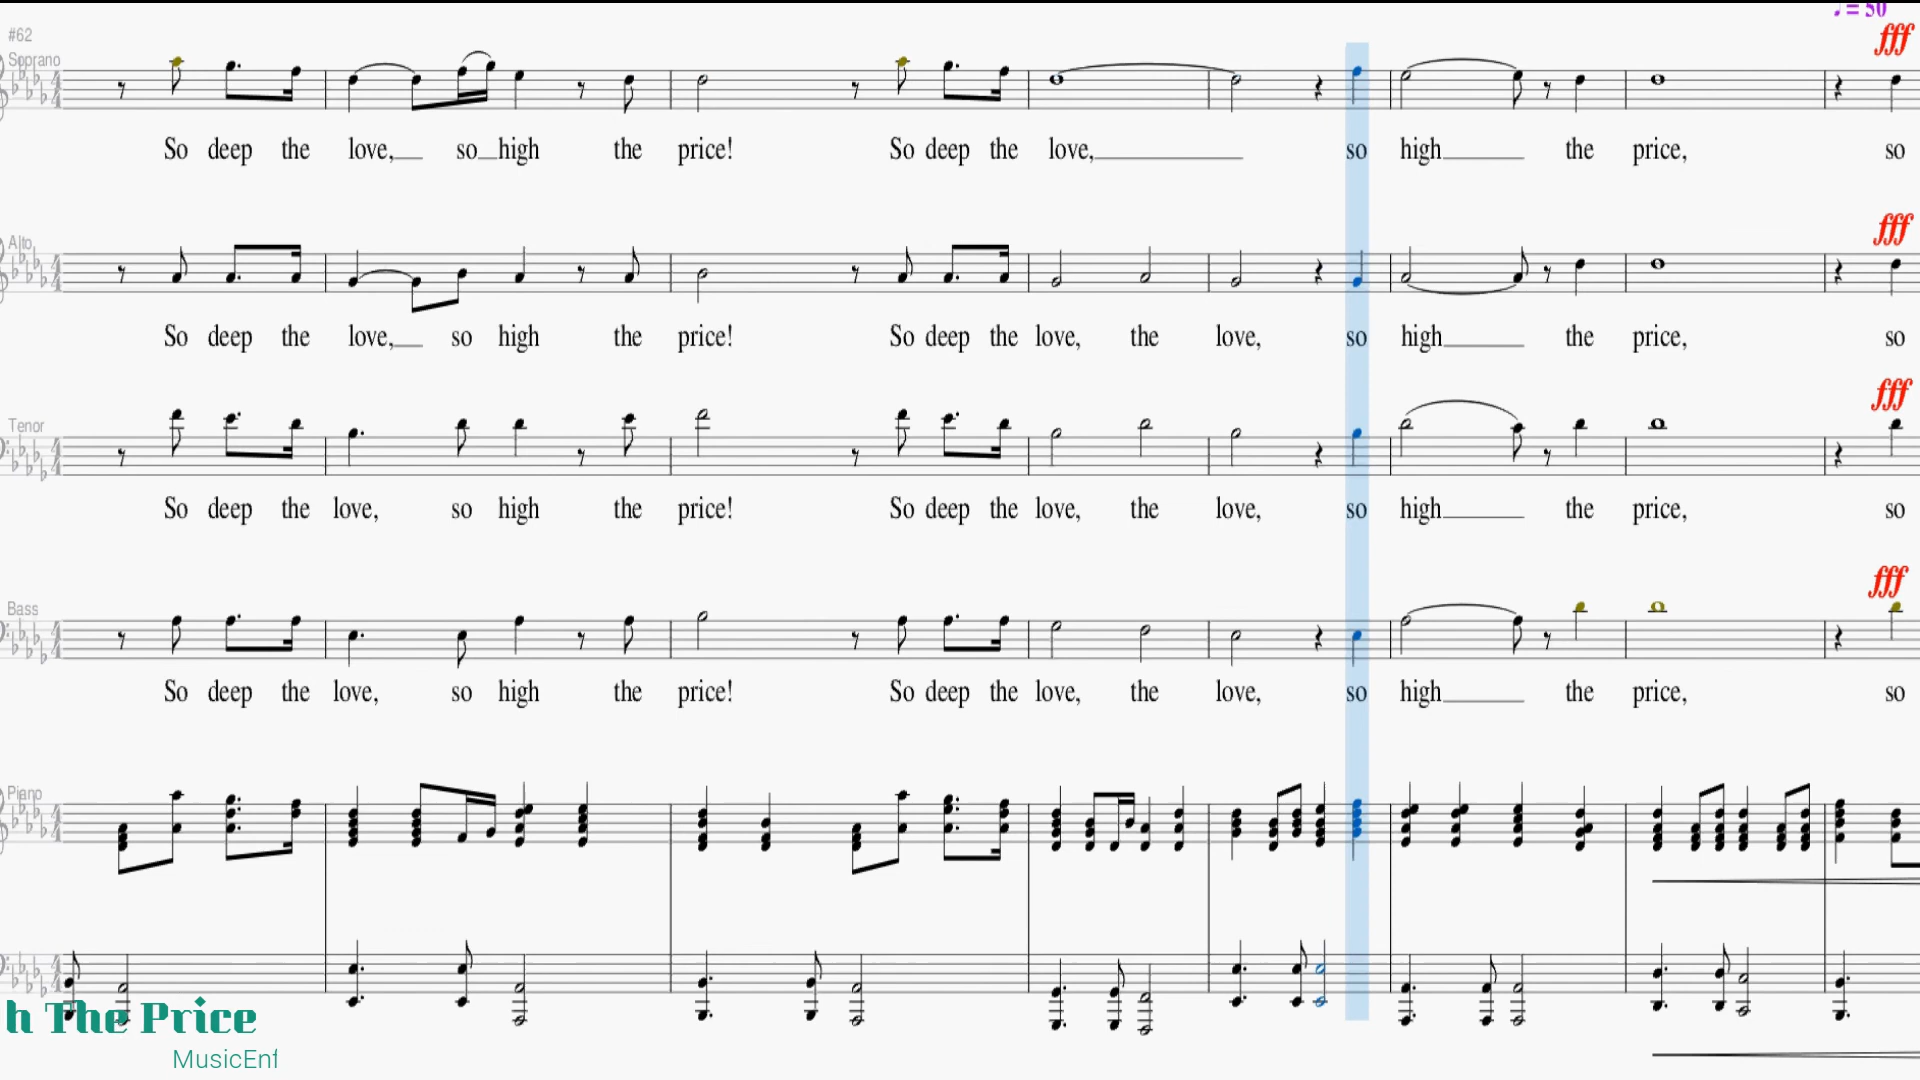 ♩= 50
#62
fff
Soprano
So deep the love, so high the price! So deep the love, so high the price, so
fff
Alto
So deep the love, so high the price! So deep the love, the love, so high the price, so
fff
Tenor
So deep the love, so high the price! So deep the love, the love, so high the price, so
fff
Bass
So deep the love, so high the price! So deep the love, the love, so high the price, so
Piano
h The Price
MusicEnf